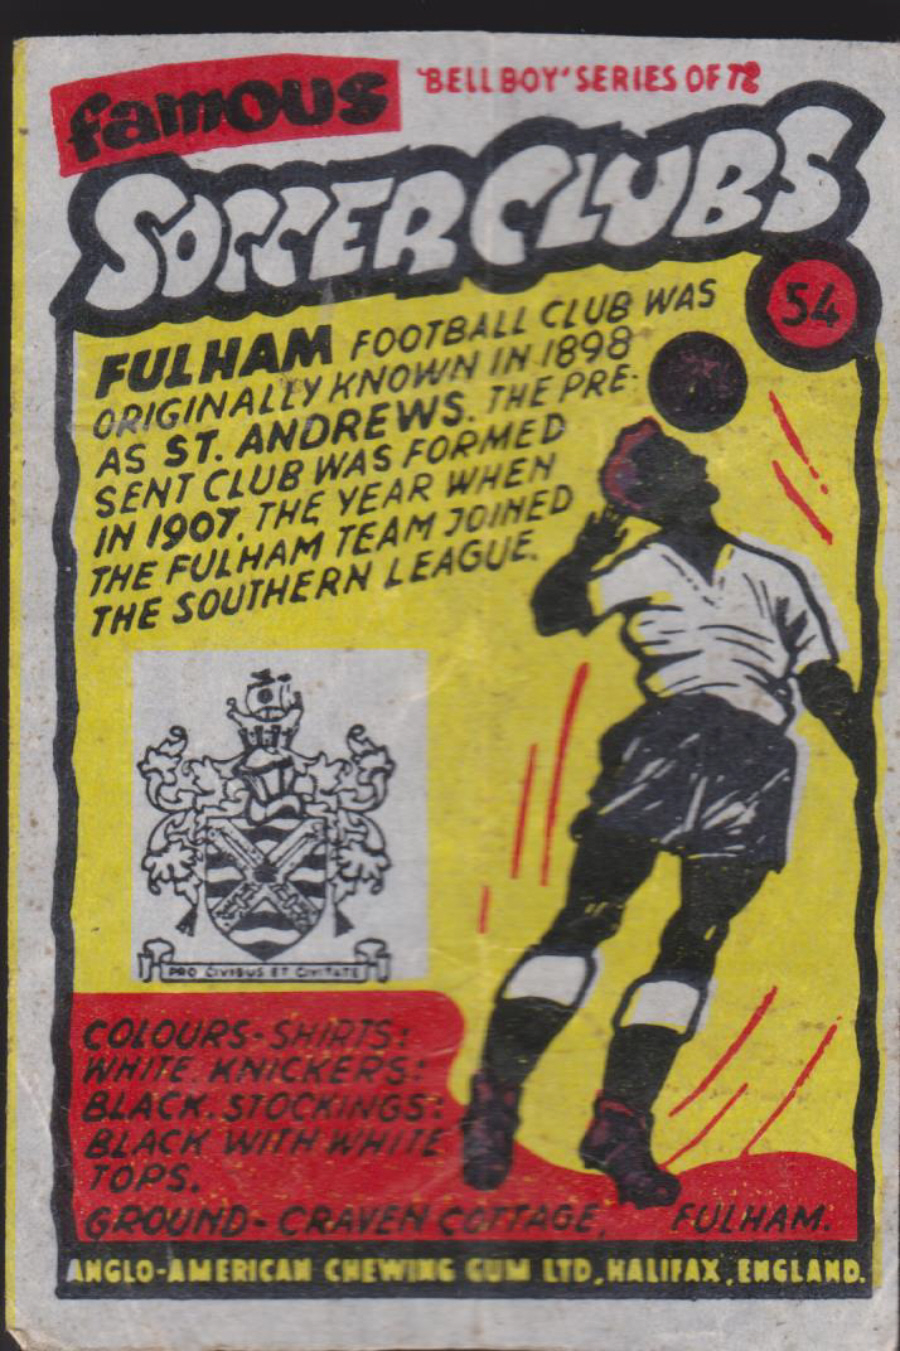 famous
'BELL BOY' SERIES OF 72
SOCCER CLUBS
54
FULHAM FOOTBALL CLUB WAS
ORIGINALLY KNOWN IN 1898
AS ST. ANDREWS. THE PRE-
SENT CLUB WAS FORMED
IN 1907, THE YEAR WHEN
THE FULHAM TEAM JOINED
THE SOUTHERN LEAGUE.
PRO CIVIBUS ET CIVITATE
COLOURS-SHIRTS:
WHITE. KNICKERS:
BLACK. STOCKINGS:
BLACK WITH WHITE
TOPS.
GROUND- CRAVEN COTTAGE, FULHAM.
ANGLO-AMERICAN CHEWING GUM LTD, HALIFAX, ENGLAND.